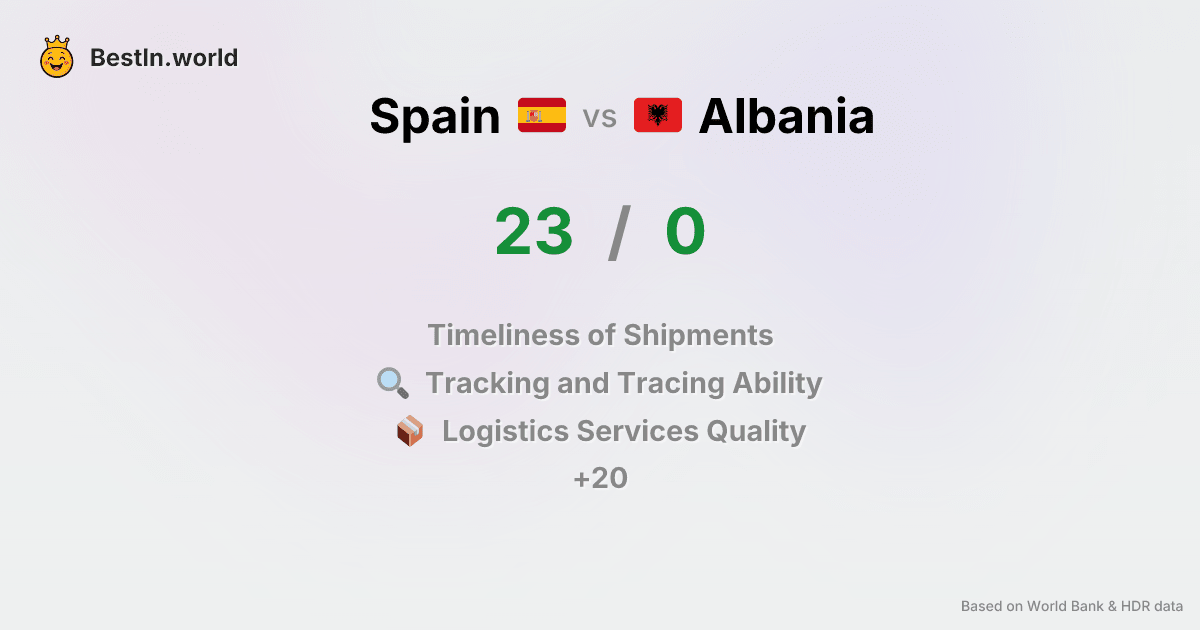 BestIn.world
Spain vs Albania
23 / 0
Timeliness of Shipments
Tracking and Tracing Ability
Logistics Services Quality
+20
Based on World Bank & HDR data